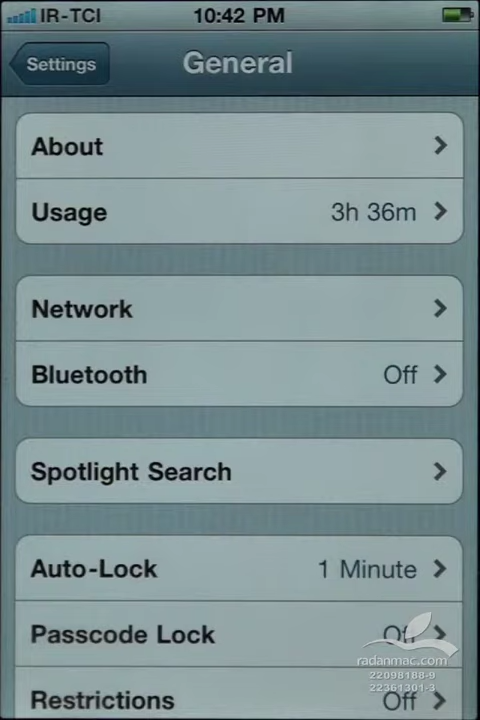 IR-TCI 10:42 PM
Settings General
About
Usage 3h 36m
Network
Bluetooth Off
Spotlight Search
Auto-Lock 1 Minute
Passcode Lock Off
radanmac.com
22098188-9
22361301-3
Restrictions Off